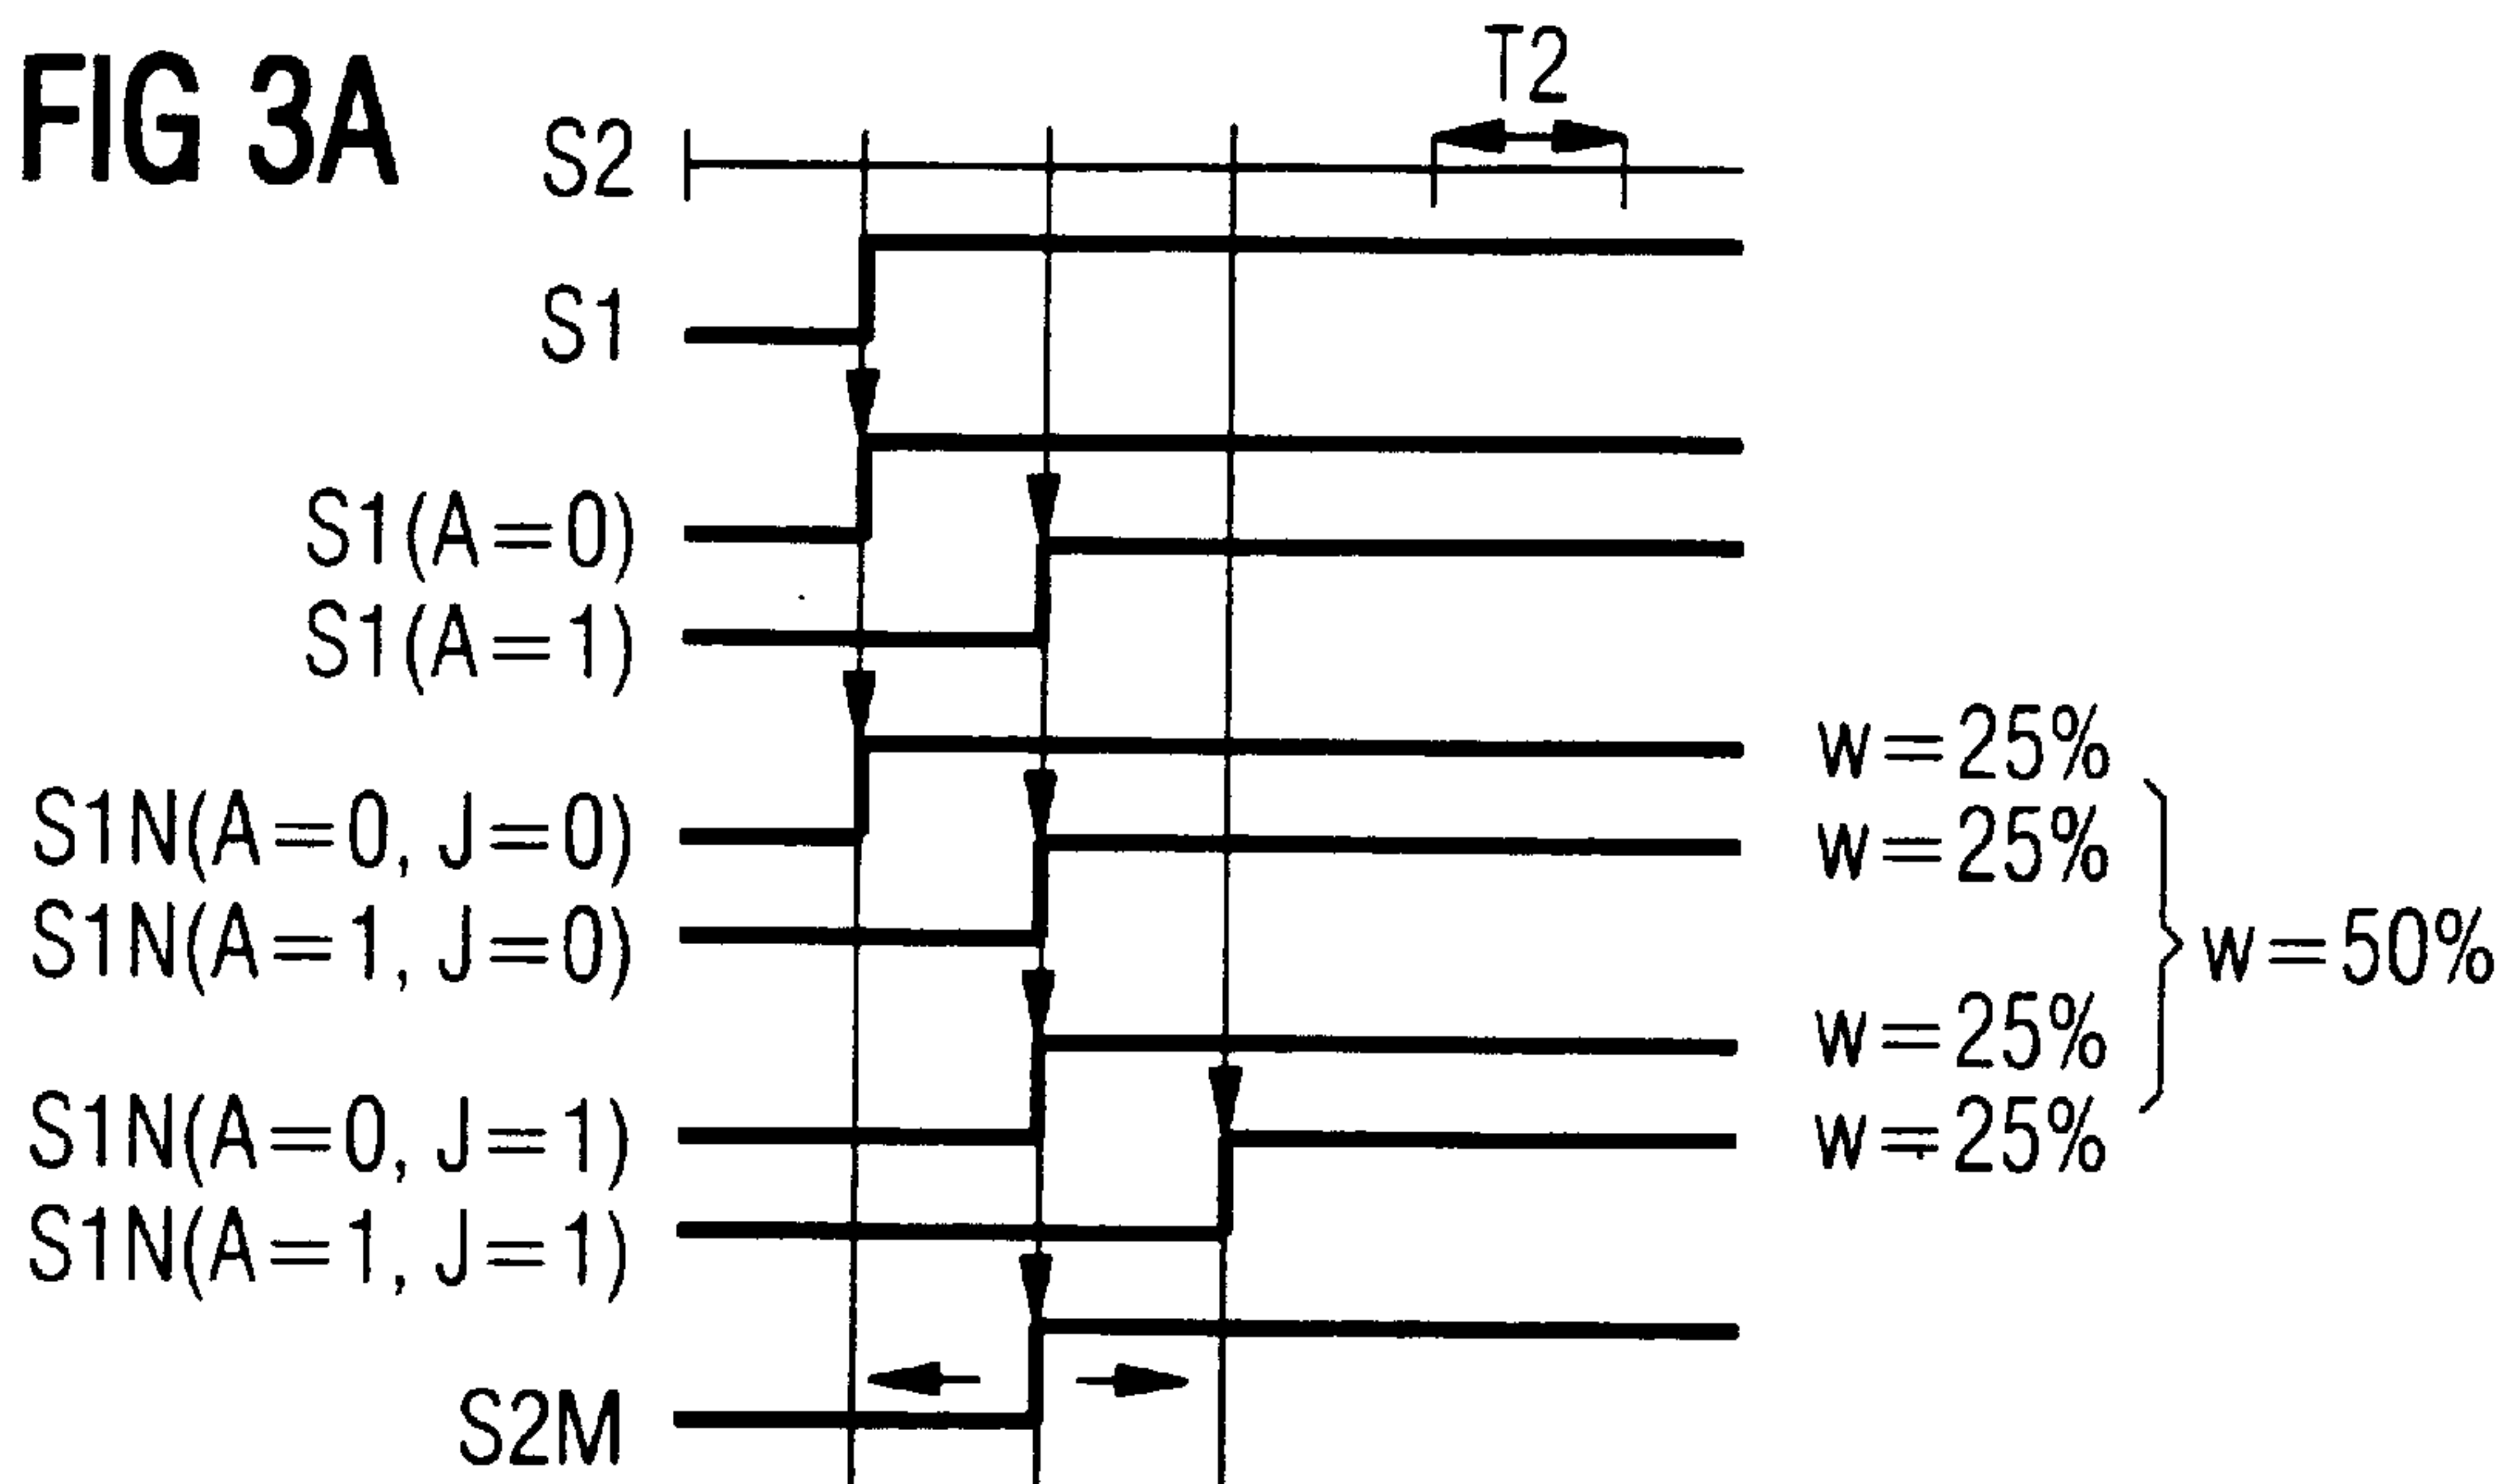 FIG 3A
T2
S2
S1
S1(A=0)
S1(A=1)
w=25%
S1N(A=0, J=0)
w=25%
S1N(A=1, J=0)
w=50%
w=25%
S1N(A=0, J=1)
w=25%
S1N(A=1, J=1)
S2M